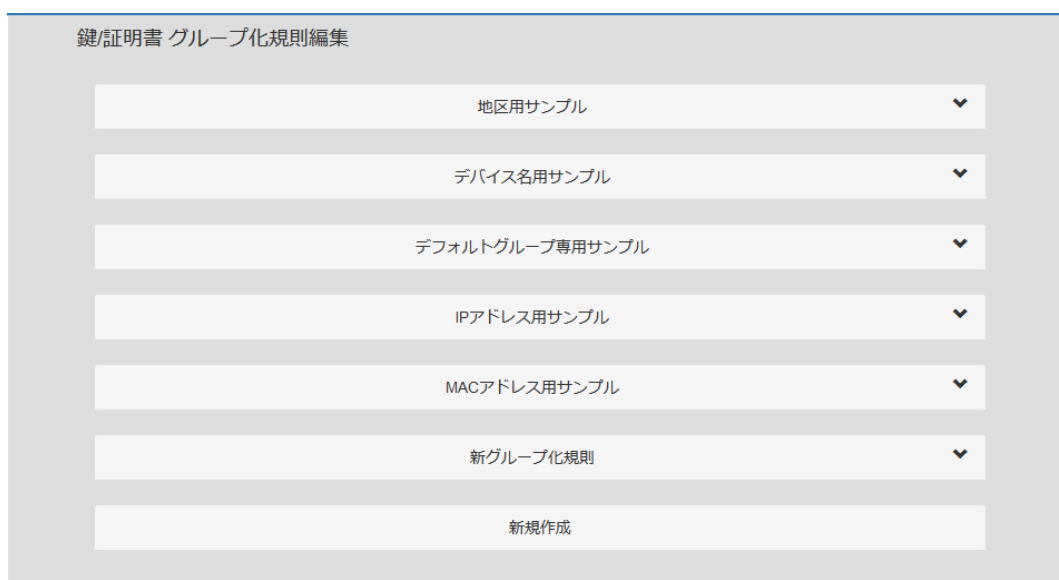 鍵/証明書 グループ化規則編集
地区用サンプル
デバイス名用サンプル
デフォルトグループ専用サンプル
IPアドレス用サンプル
MACアドレス用サンプル
新グループ化規則
新規作成